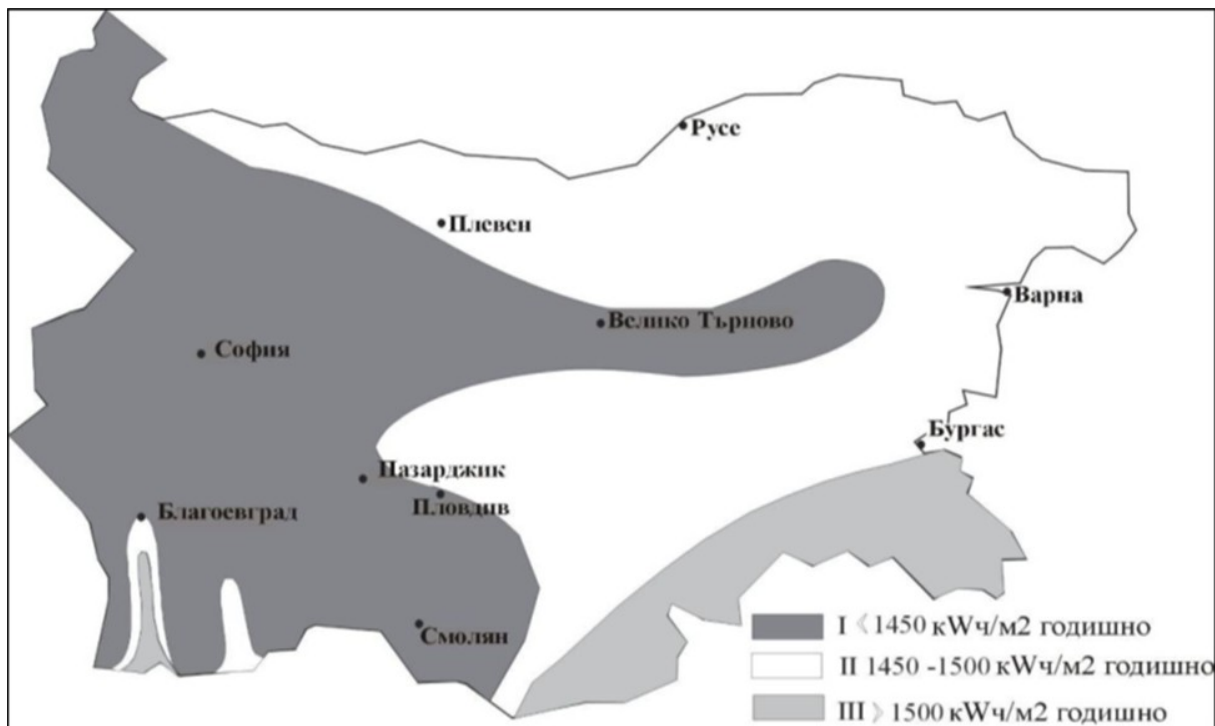 Русе
Плевен
Варна
Велико Търново
София
Бургас
Пазарджик
Пловдив
Благоевград
Смолян
I < 1450 кWч/м2 годишно
II 1450 -1500 кWч/м2 годишно
III > 1500 кWч/м2 годишно